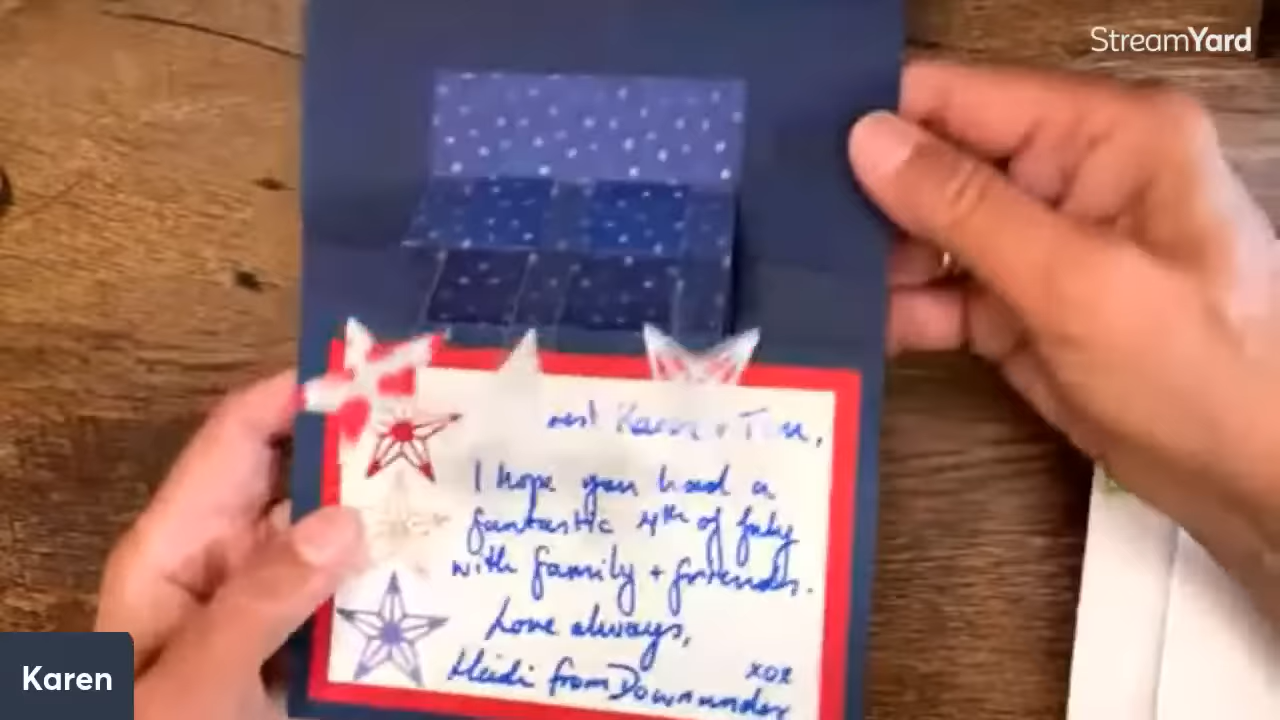 StreamYard
Karen +
I hope you had a
fantastic 4th of July
with family + friends.
Love always,
Heidi from Downunder
xox
Karen